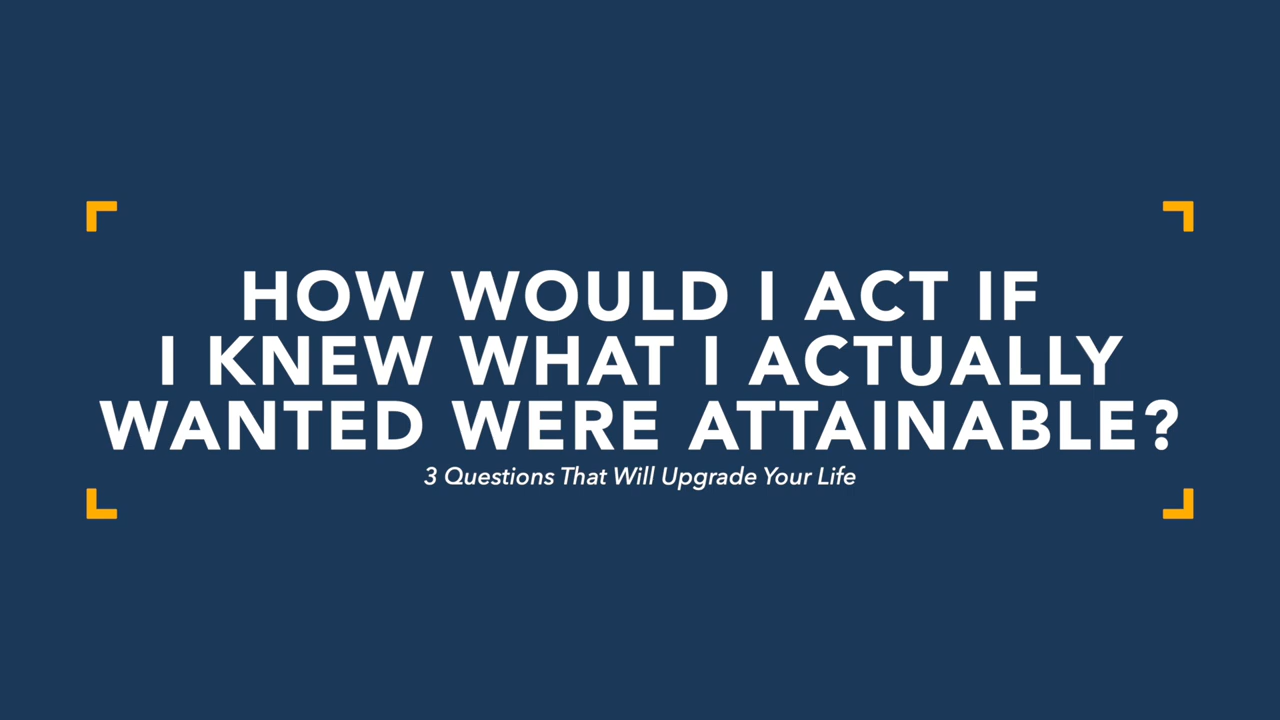 HOW WOULD I ACT IF
I KNEW WHAT I ACTUALLY
WANTED WERE ATTAINABLE?
3 Questions That Will Upgrade Your Life